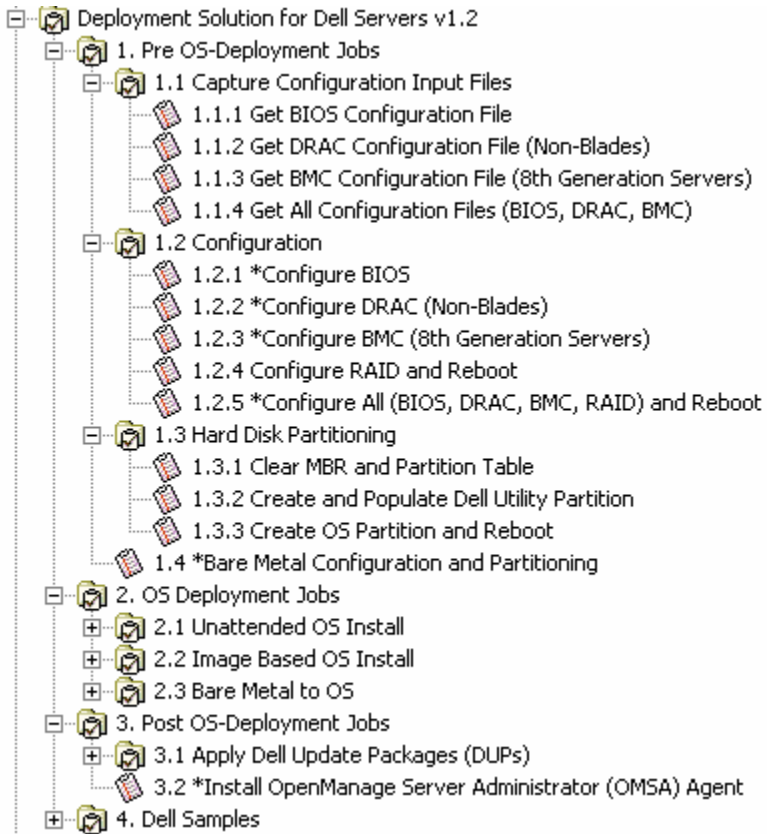 Deployment Solution for Dell Servers v1.2
1. Pre OS-Deployment Jobs
1.1 Capture Configuration Input Files
1.1.1 Get BIOS Configuration File
1.1.2 Get DRAC Configuration File (Non-Blades)
1.1.3 Get BMC Configuration File (8th Generation Servers)
1.1.4 Get All Configuration Files (BIOS, DRAC, BMC)
1.2 Configuration
1.2.1 *Configure BIOS
1.2.2 *Configure DRAC (Non-Blades)
1.2.3 *Configure BMC (8th Generation Servers)
1.2.4 Configure RAID and Reboot
1.2.5 *Configure All (BIOS, DRAC, BMC, RAID) and Reboot
1.3 Hard Disk Partitioning
1.3.1 Clear MBR and Partition Table
1.3.2 Create and Populate Dell Utility Partition
1.3.3 Create OS Partition and Reboot
1.4 *Bare Metal Configuration and Partitioning
2. OS Deployment Jobs
2.1 Unattended OS Install
2.2 Image Based OS Install
2.3 Bare Metal to OS
3. Post OS-Deployment Jobs
3.1 Apply Dell Update Packages (DUPs)
3.2 *Install OpenManage Server Administrator (OMSA) Agent
4. Dell Samples